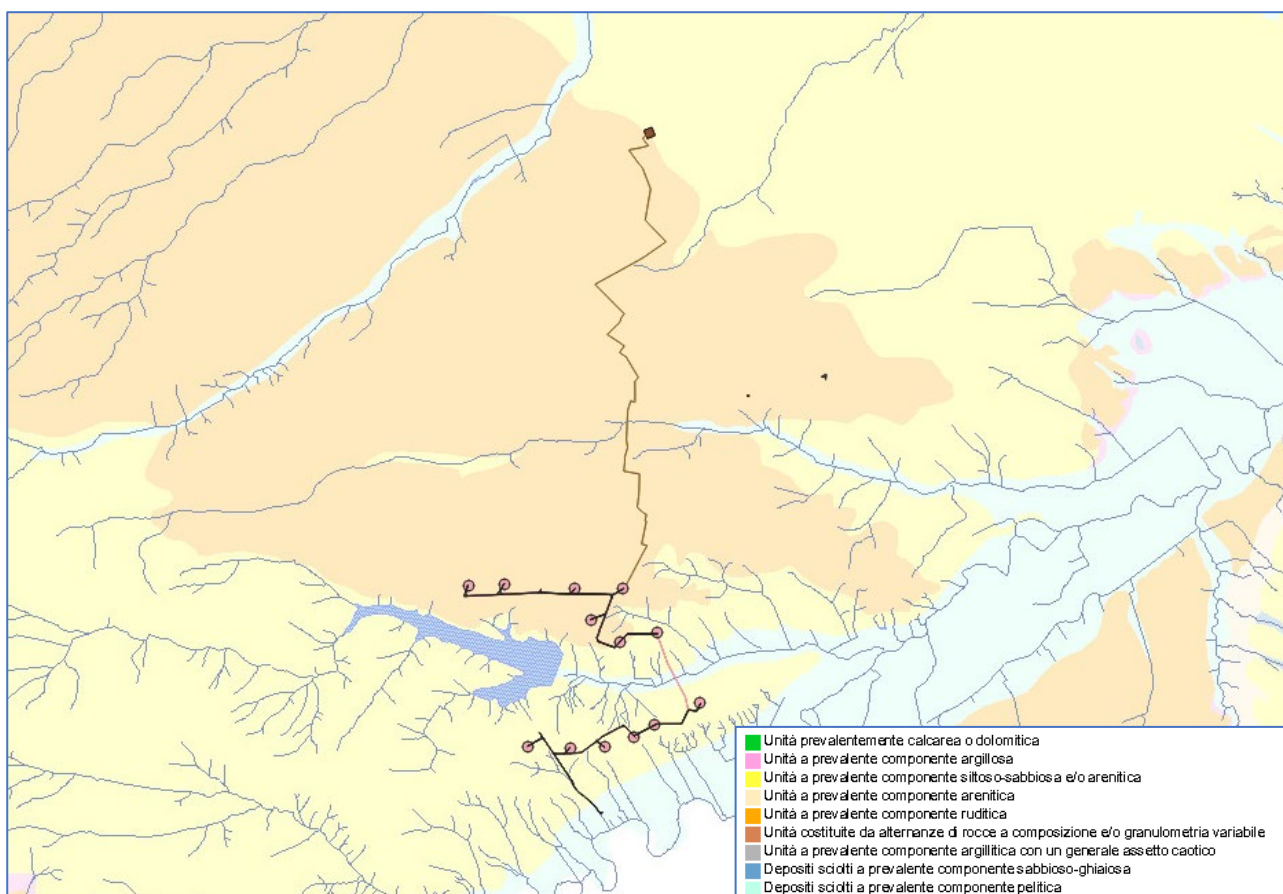 Unità prevalentemente calcarea o dolomitica
Unità a prevalente componente argillosa
Unità a prevalente componente siltoso-sabbiosa e/o arenitica
Unità a prevalente componente arenitica
Unità a prevalente componente ruditica
Unità costituite da alternanze di rocce a composizione e/o granulometria variabile
Unità a prevalente componente argillitica con un generale assetto caotico
Depositi sciolti a prevalente componente sabbioso-ghiaiosa
Depositi sciolti a prevalente componente pelitica